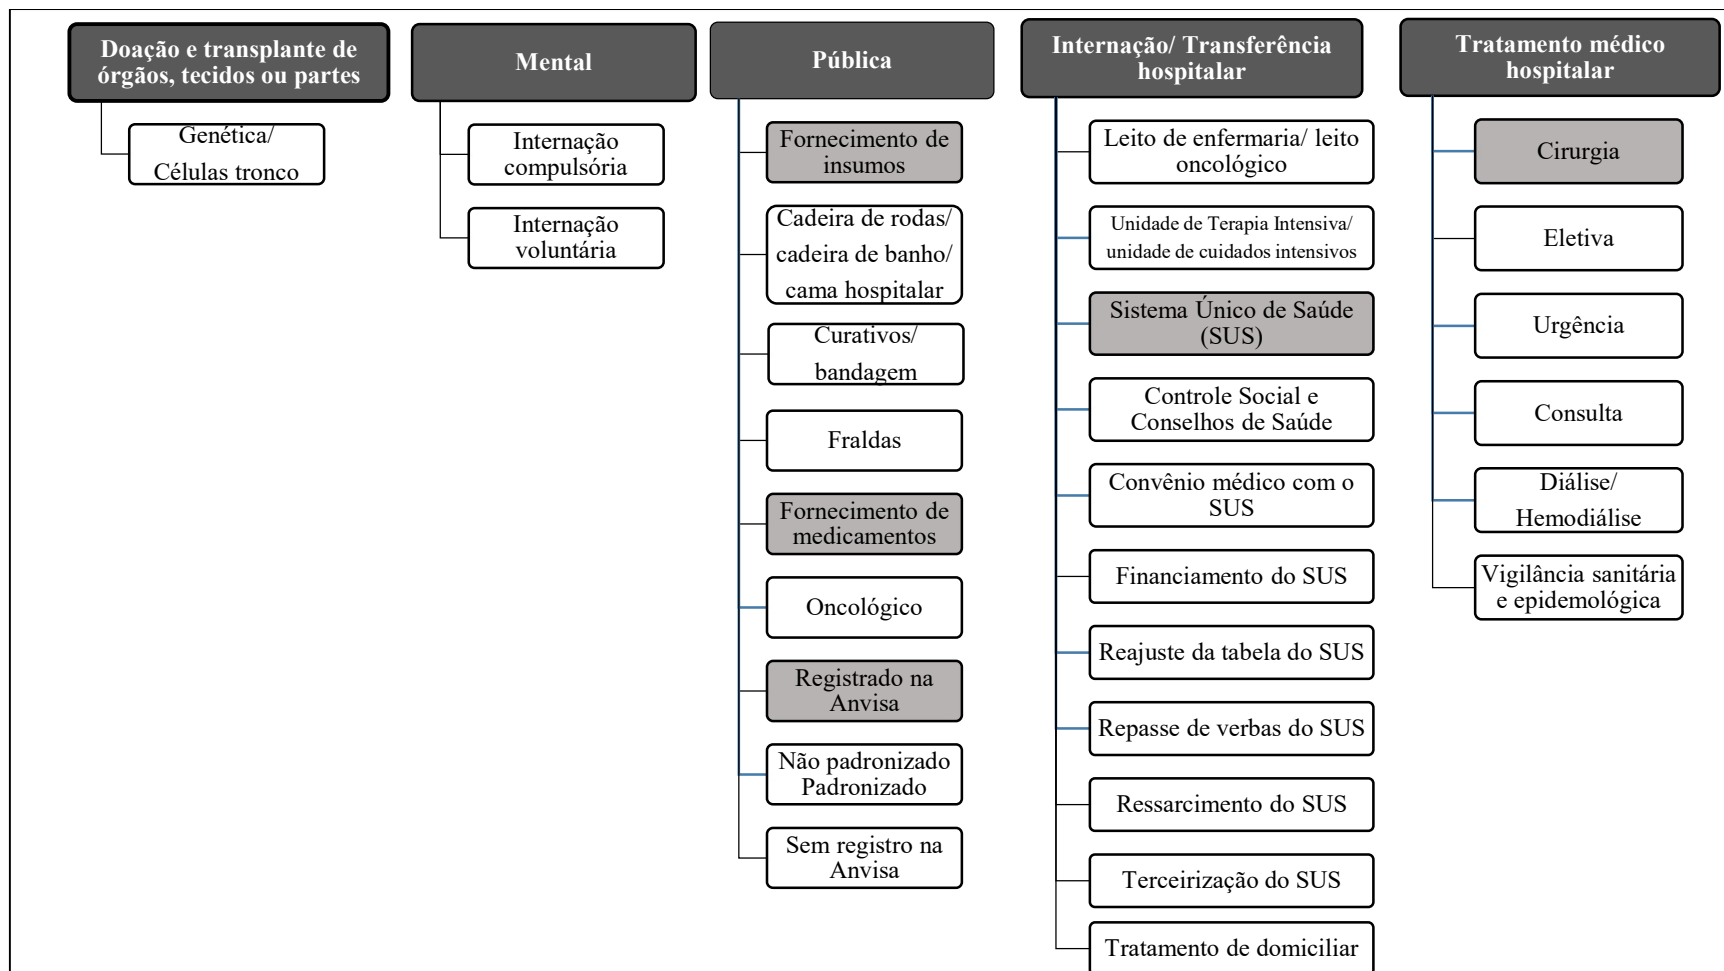 Doação e transplante de
órgãos, tecidos ou partes
Genética/
Células tronco
Mental
Internação
compulsória
Internação
voluntária
Pública
Fornecimento de
insumos
Cadeira de rodas/
cadeira de banho/
cama hospitalar
Curativos/
bandagem
Fraldas
Fornecimento de
medicamentos
Oncológico
Registrado na
Anvisa
Não padronizado
Padronizado
Sem registro na
Anvisa
Internação/ Transferência
hospitalar
Leito de enfermaria/ leito
oncológico
Unidade de Terapia Intensiva/
unidade de cuidados intensivos
Sistema Único de Saúde
(SUS)
Controle Social e
Conselhos de Saúde
Convênio médico com o
SUS
Financiamento do SUS
Reajuste da tabela do SUS
Repasse de verbas do SUS
Ressarcimento do SUS
Terceirização do SUS
Tratamento de domiciliar
Tratamento médico
hospitalar
Cirurgia
Eletiva
Urgência
Consulta
Diálise/
Hemodiálise
Vigilância sanitária
e epidemológica